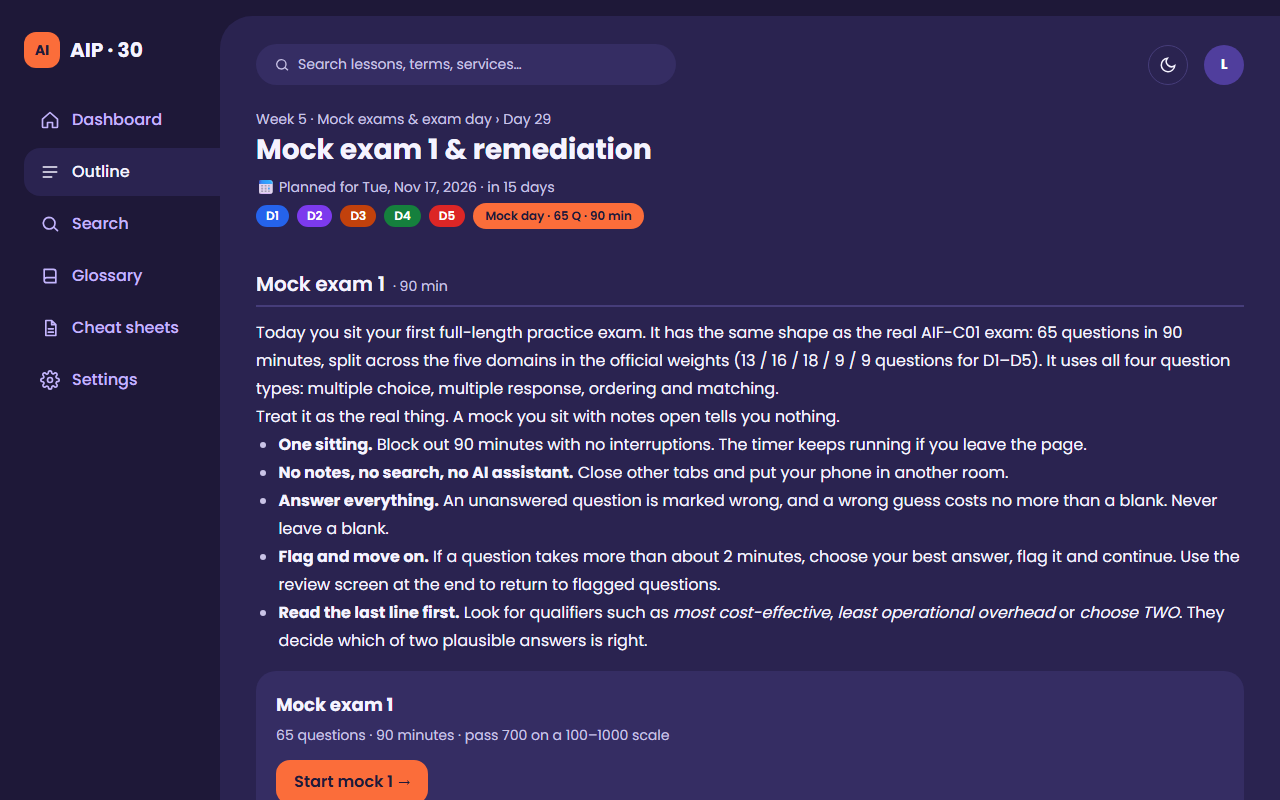 AI AIP · 30
Dashboard
Outline
Search
Glossary
Cheat sheets
Settings
Search lessons, terms, services...
L
Week 5 · Mock exams & exam day › Day 29
Mock exam 1 & remediation
Planned for Tue, Nov 17, 2026 · in 15 days
D1 D2 D3 D4 D5 Mock day · 65 Q · 90 min
Mock exam 1 · 90 min
Today you sit your first full-length practice exam. It has the same shape as the real AIF-C01 exam: 65 questions in 90
minutes, split across the five domains in the official weights (13 / 16 / 18 / 9 / 9 questions for D1–D5). It uses all four question
types: multiple choice, multiple response, ordering and matching.
Treat it as the real thing. A mock you sit with notes open tells you nothing.
• One sitting. Block out 90 minutes with no interruptions. The timer keeps running if you leave the page.
• No notes, no search, no AI assistant. Close other tabs and put your phone in another room.
• Answer everything. An unanswered question is marked wrong, and a wrong guess costs no more than a blank. Never
leave a blank.
• Flag and move on. If a question takes more than about 2 minutes, choose your best answer, flag it and continue. Use the
review screen at the end to return to flagged questions.
• Read the last line first. Look for qualifiers such as most cost-effective, least operational overhead or choose TWO. They
decide which of two plausible answers is right.
Mock exam 1
65 questions · 90 minutes · pass 700 on a 100–1000 scale
Start mock 1 →